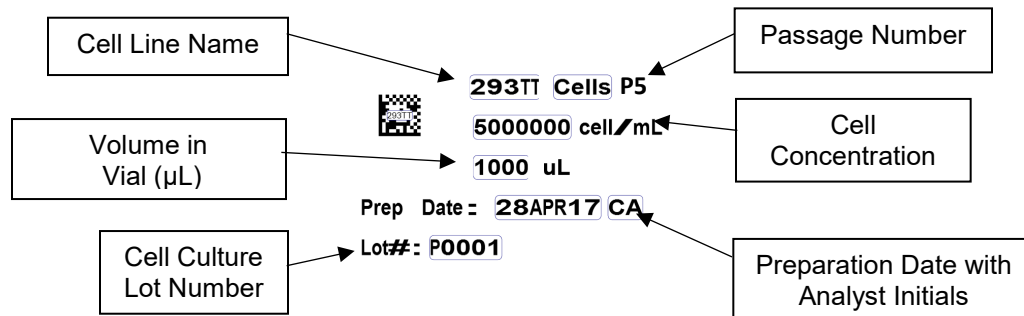 Cell Line Name
Passage Number
293TT Cells P5
293TT
5000000 cell/mL
Volume in
Vial (µL)
Cell
Concentration
1000 uL
Prep Date: 28APR17 CA
Cell Culture
Lot Number
Lot#: P0001
Preparation Date with
Analyst Initials